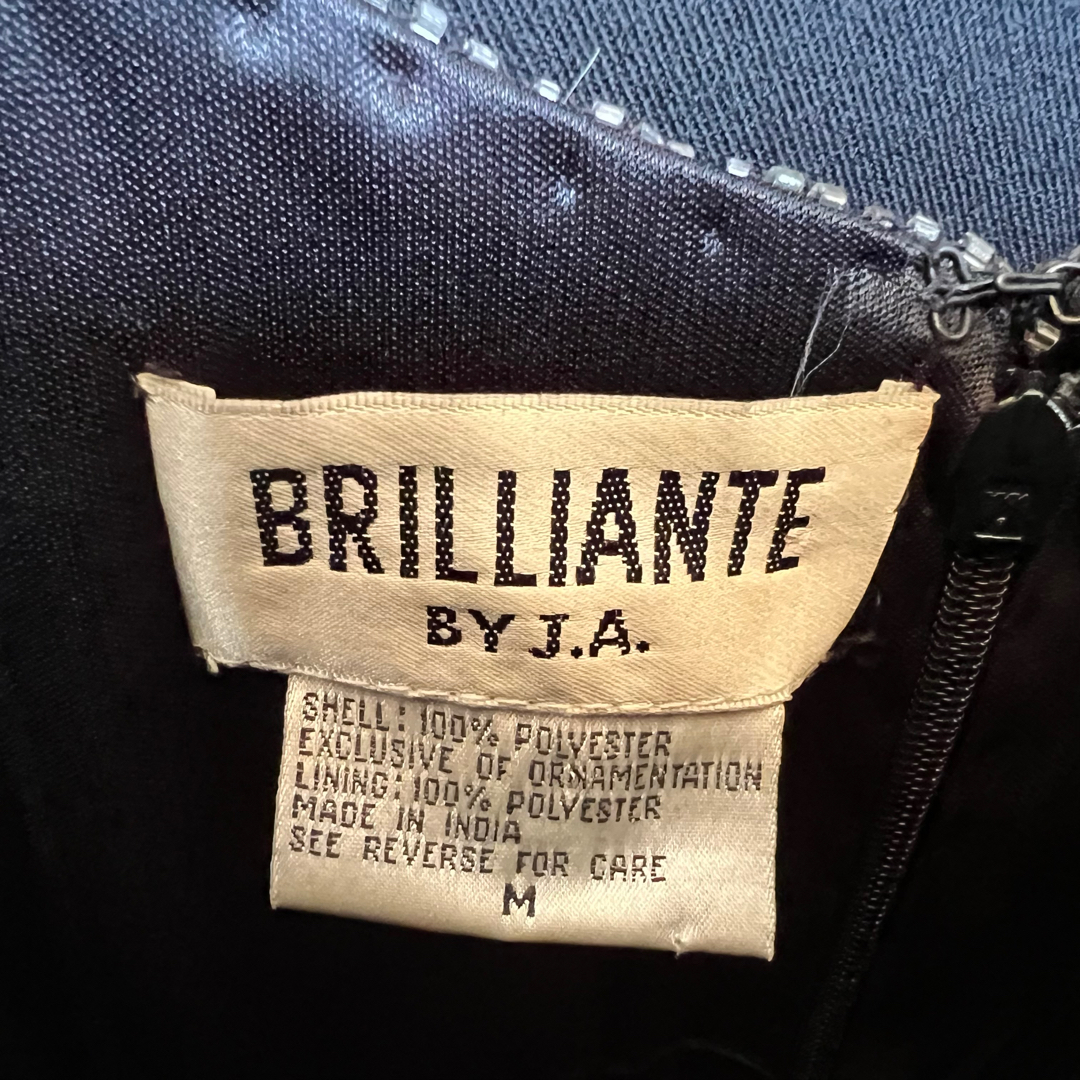 BRILLIANTE
BY J.A.
SHELL: 100% POLYESTER
EXCLUSIVE OF ORNAMENTATION
LINING: 100% POLYESTER
MADE IN INDIA
SEE REVERSE FOR CARE
M